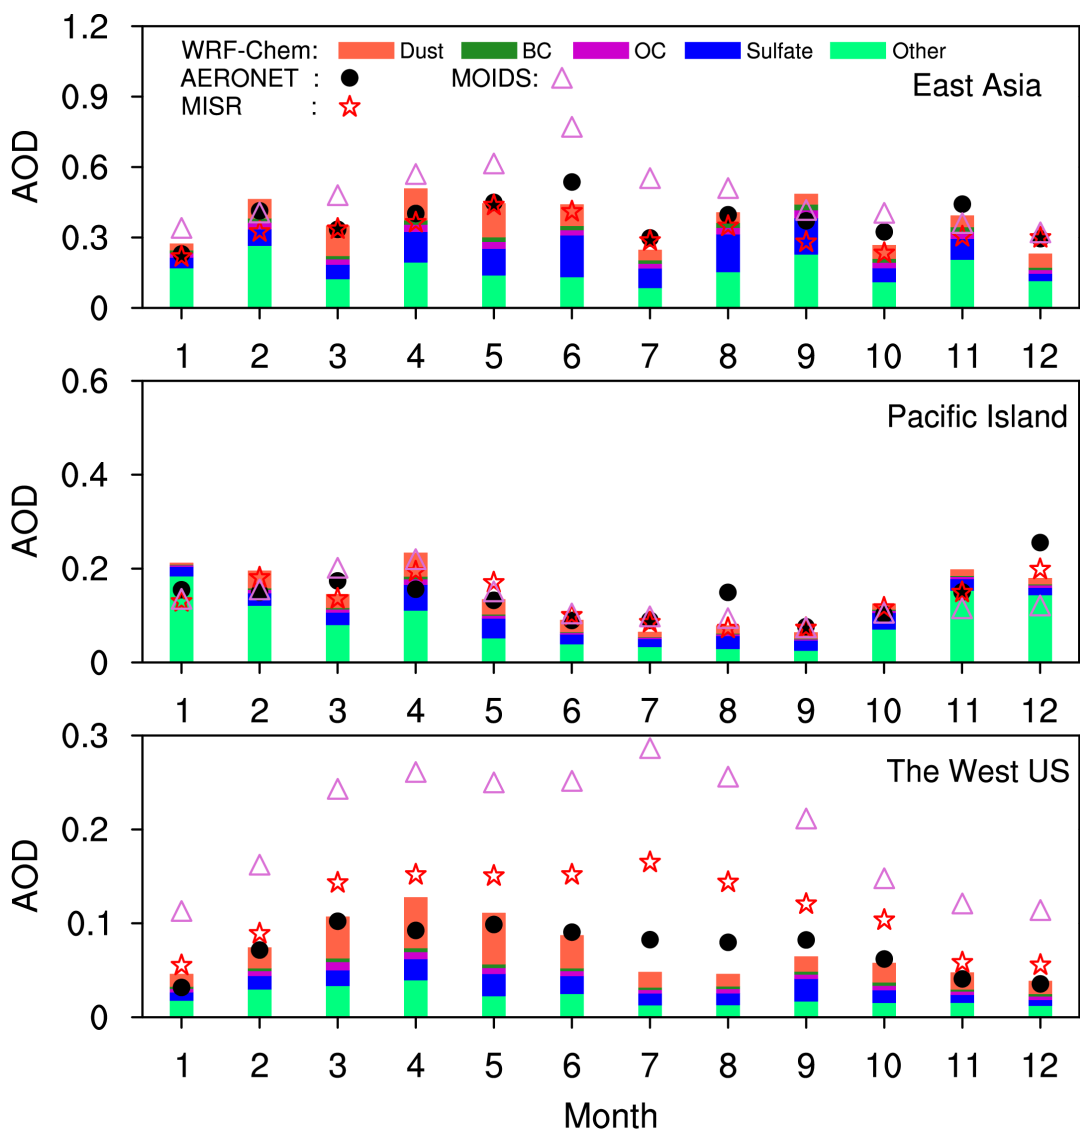 1.2
WRF-Chem: Dust BC OC Sulfate Other
AERONET : MOIDS:
East Asia
MISR :
0.9
0.6
0.3
0
AOD
1 2 3 4 5 6 7 8 9 10 11 12
0.6
Pacific Island
0.4
0.2
0
AOD
1 2 3 4 5 6 7 8 9 10 11 12
0.3
The West US
0.2
0.1
0
AOD
1 2 3 4 5 6 7 8 9 10 11 12
Month